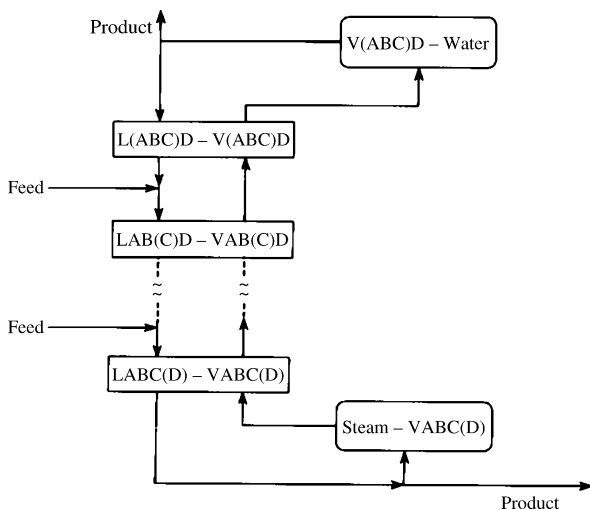 Product
V(ABC)D – Water
L(ABC)D – V(ABC)D
Feed
LAB(C)D – VAB(C)D
Feed
LABC(D) – VABC(D)
Steam – VABC(D)
Product